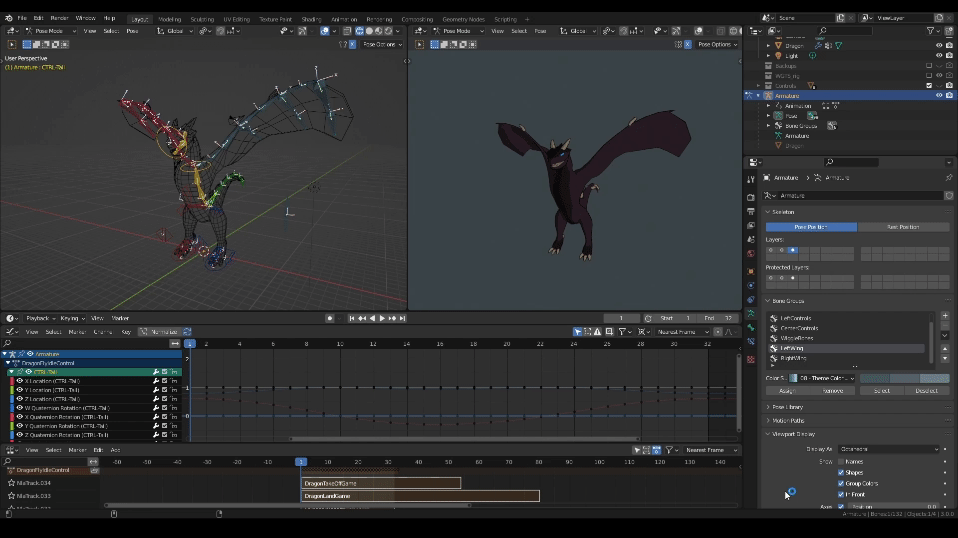 File Edit Render Window Help Layout Modeling Sculpting UV Editing Texture Paint Shading Animation Rendering Compositing Geometry Nodes Scripting + Scene ViewLayer
Pose Mode View Select Pose Global Pose Mode View Select Pose Global
Pose Options Pose Options
User Perspective
(1) Armature : CTRL-Tail
Dragon
Light
Backups
WGTS_rig
Controls
Armature
Animation
Pose
Bone Groups
Armature
Dragon
Armature Armature
Armature
Skeleton
Pose Position Rest Position
Layers:
Protected Layers:
Bone Groups
LeftControls
CenterControls
WiggleBones
LeftWing
RightWing
Color S... 08 - Theme Color...
Assign Remove Select Deselect
Pose Library
Motion Paths
Viewport Display
Display As Octahedral
Show Names
Shapes
Group Colors
In Front
Axes Position 0.0
Playback Keying View Marker 1 Start 1 End 32
View Select Marker Channel Key Normalize Nearest Frame
1 2 4 6 8 10 12 14 16 18 20 22 24 26 28 30 32
2
1
0
Armature
DragonFlyIdleControl
CTRL-Tail
X Location (CTRL-Tail)
Y Location (CTRL-Tail)
Z Location (CTRL-Tail)
W Quaternion Rotation (CTRL-Tail)
X Quaternion Rotation (CTRL-Tail)
Y Quaternion Rotation (CTRL-Tail)
Z Quaternion Rotation (CTRL-Tail)
View Select Marker Edit Add Nearest Frame
-60 -50 -40 -30 -20 -10 1 10 20 30 40 50 60 70 80 90 100 110 120 130 140
DragonFlyIdleControl
NlaTrack.034 DragonTakeOffGame
NlaTrack.033 DragonLandGame
Armature | Bones:1/132 | Objects:1/4 | 3.0.0